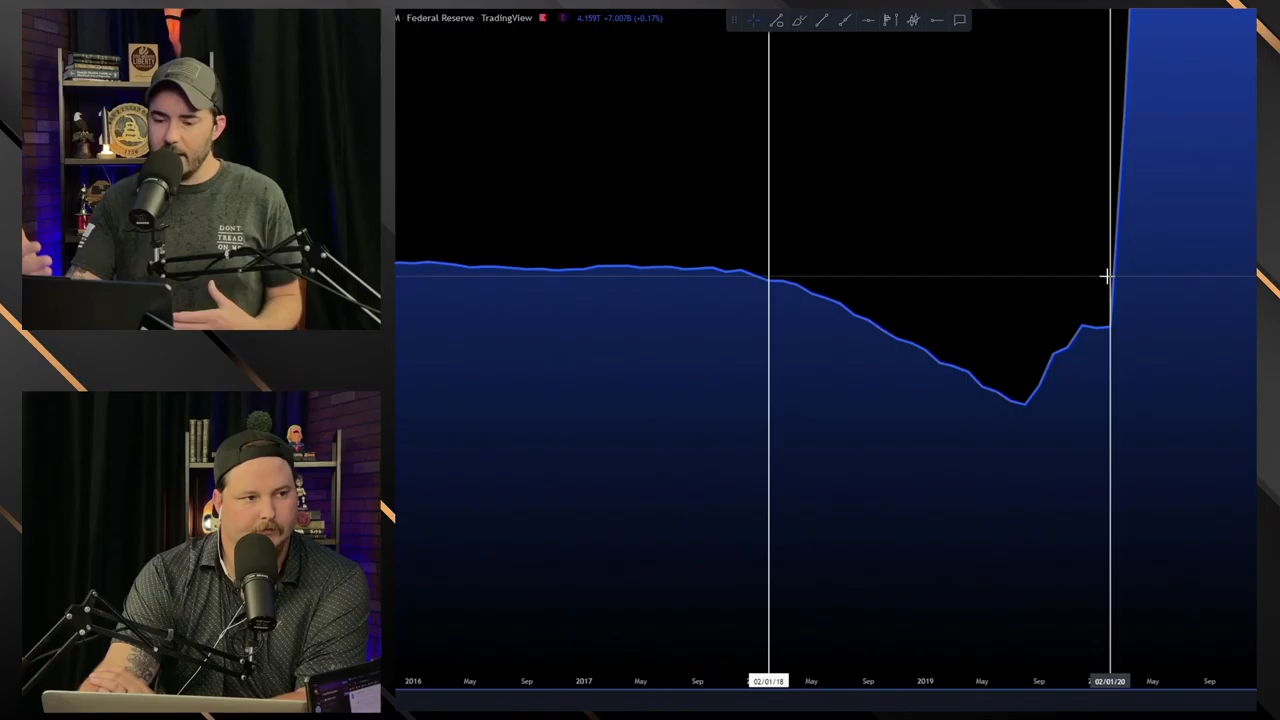 M · Federal Reserve · TradingView 4.159T +7.007B (+0.17%)
LIBERTY
1776
DONT
TREAD
ON ME
2016 May Sep 2017 May Sep 02/01/18 May Sep 2019 May Sep 02/01/20 May Sep